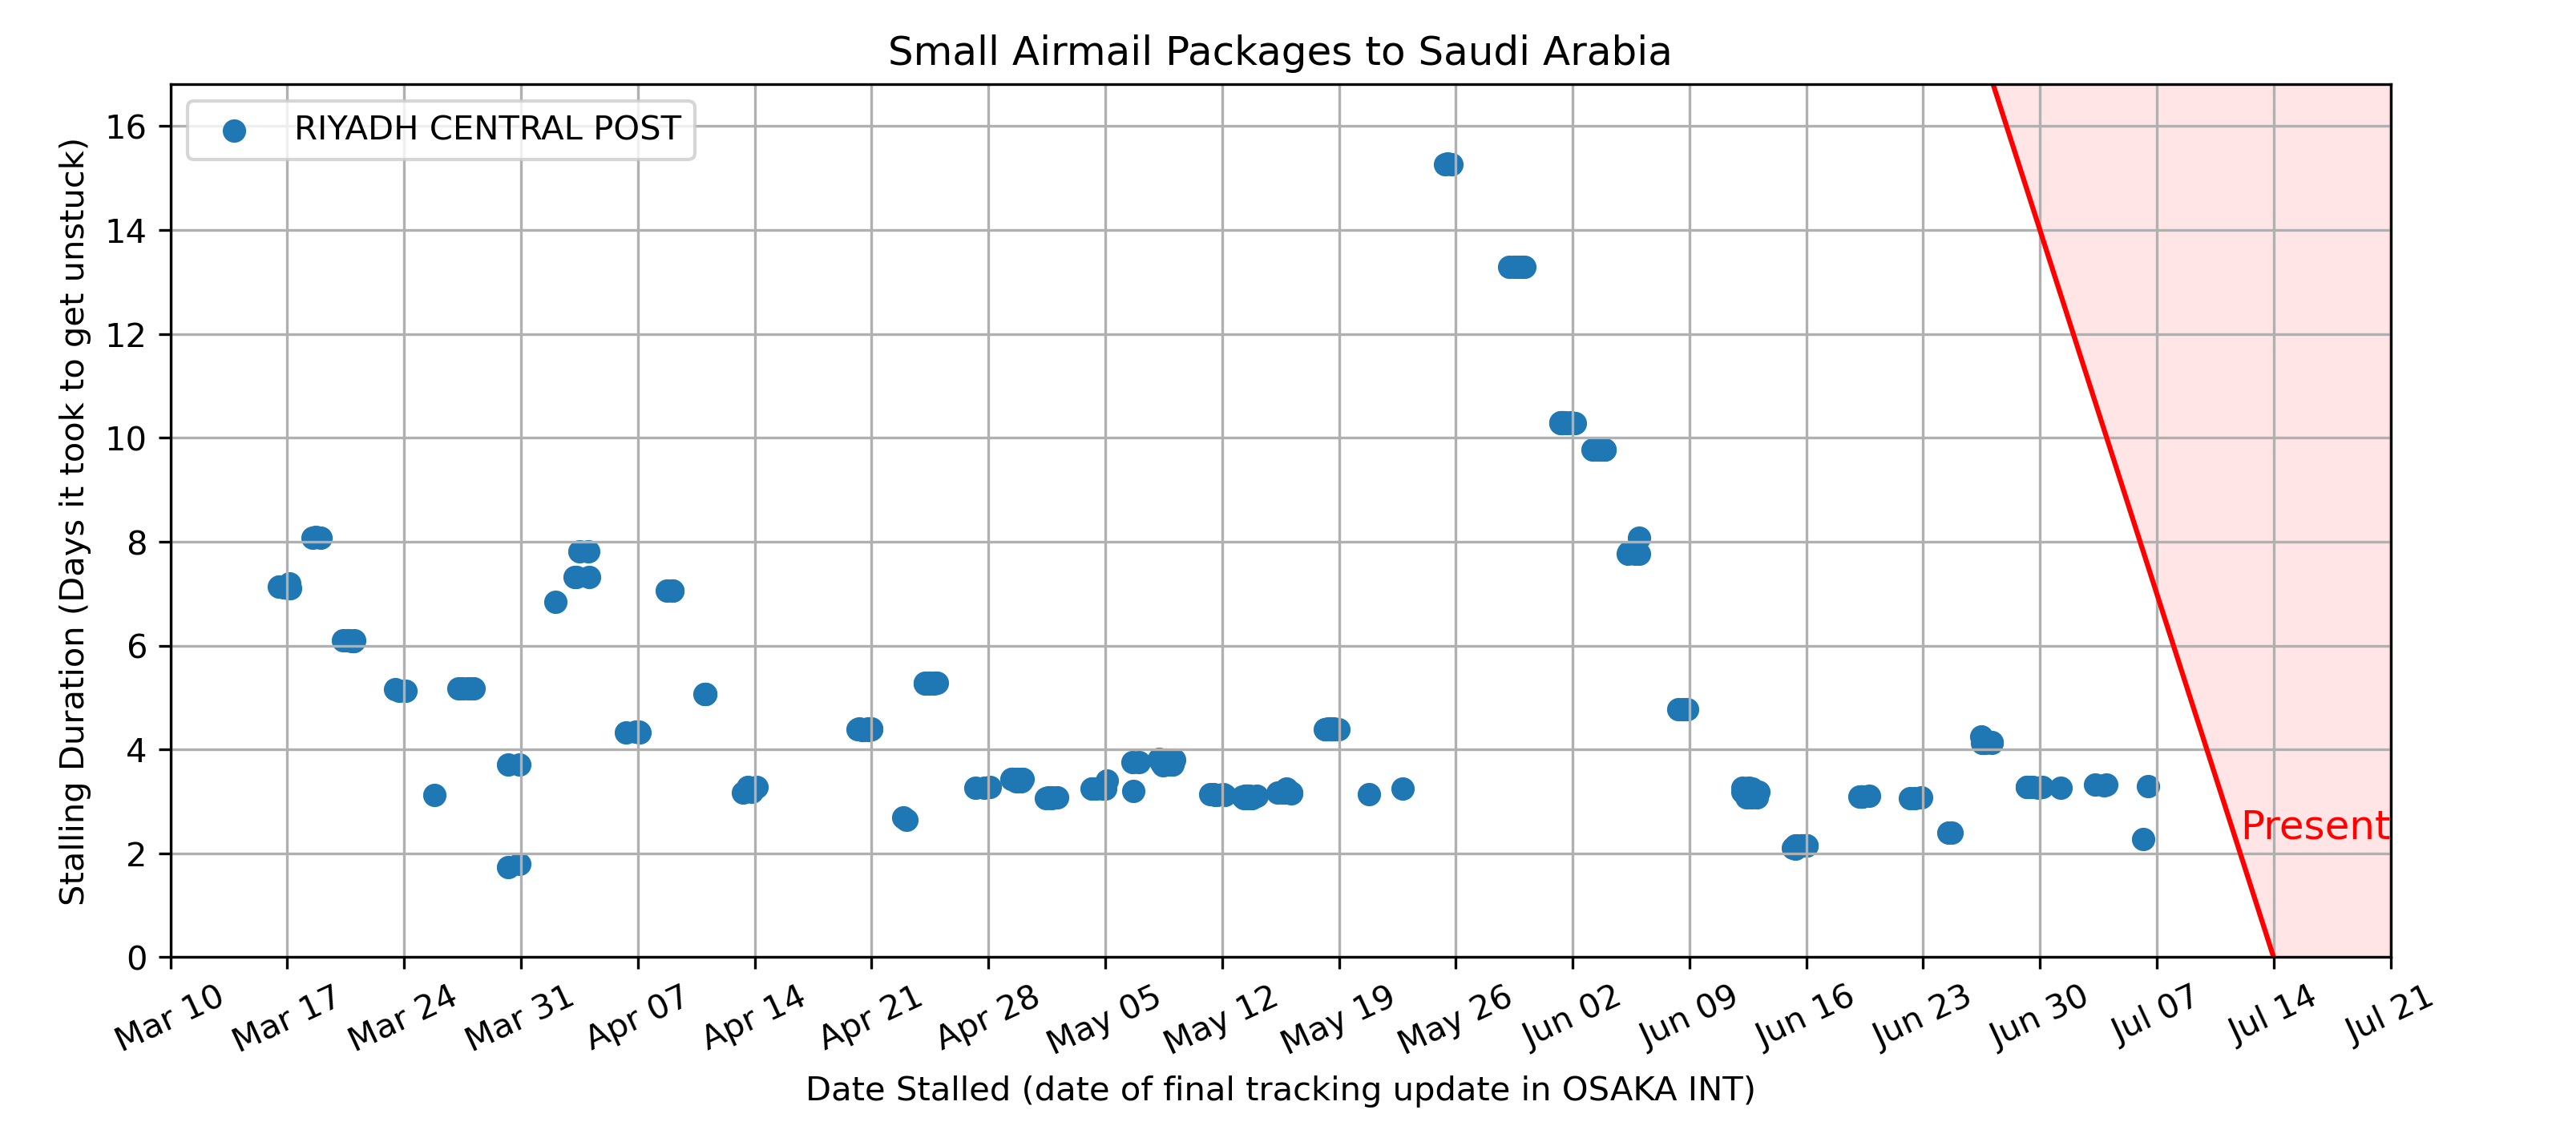 Small Airmail Packages to Saudi Arabia
RIYADH CENTRAL POST
Stalling Duration (Days it took to get unstuck)
16
14
12
10
8
6
4
2
0
Present
Mar 10
Mar 17
Mar 24
Mar 31
Apr 07
Apr 14
Apr 21
Apr 28
May 05
May 12
May 19
May 26
Jun 02
Jun 09
Jun 16
Jun 23
Jun 30
Jul 07
Jul 14
Jul 21
Date Stalled (date of final tracking update in OSAKA INT)